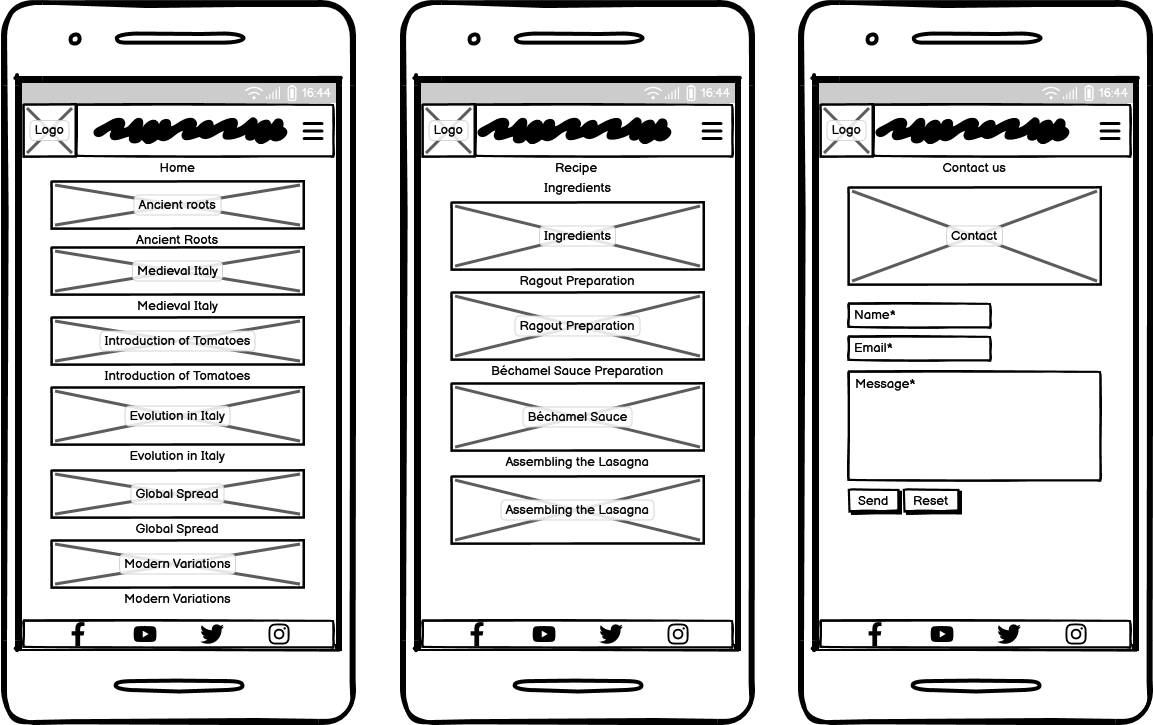 16:44
Logo
Home
Ancient roots
Ancient Roots
Medieval Italy
Medieval Italy
Introduction of Tomatoes
Introduction of Tomatoes
Evolution in Italy
Evolution in Italy
Global Spread
Global Spread
Modern Variations
Modern Variations
16:44
Logo
Recipe
Ingredients
Ingredients
Ragout Preparation
Ragout Preparation
Béchamel Sauce Preparation
Béchamel Sauce
Assembling the Lasagna
Assembling the Lasagna
16:44
Logo
Contact us
Contact
Name*
Email*
Message*
Send Reset